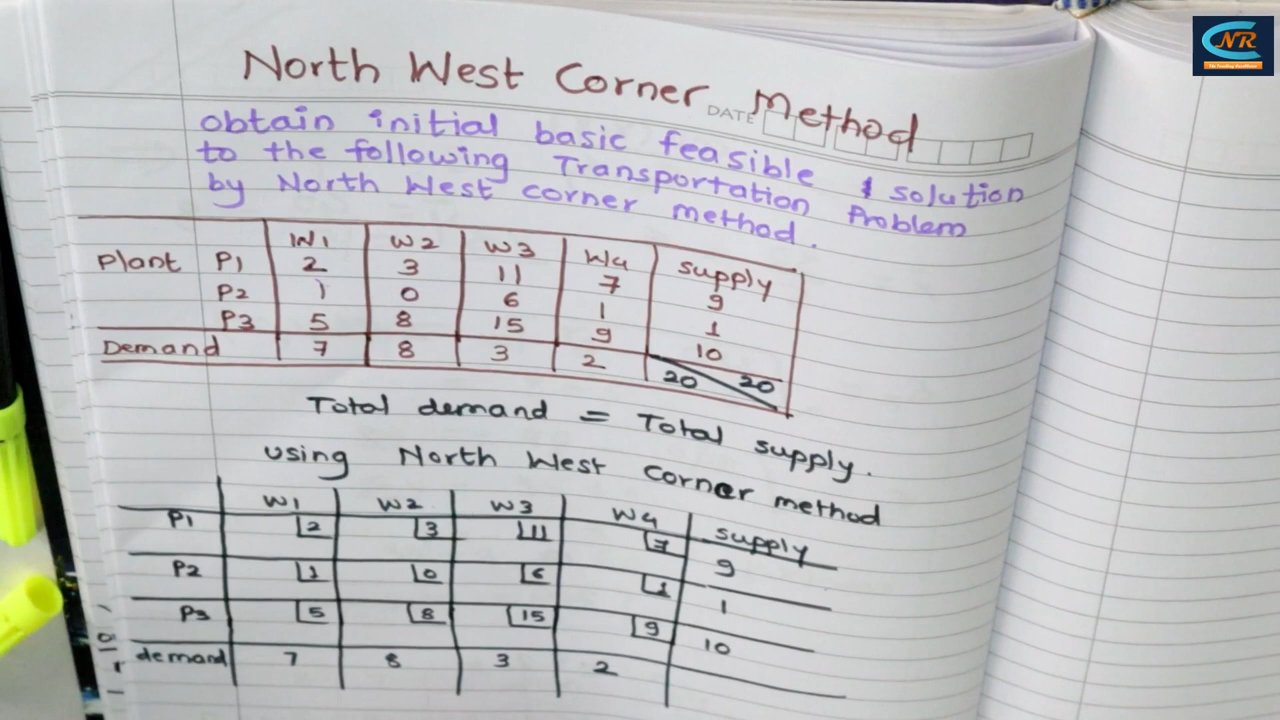 North West Corner Method
DATE
obtain initial basic feasible solution
to the following Transportation Problem
by North West corner method.
W1 W2 W3 W4 supply
Plant P1 2 3 11 7 9
P2 1 0 6 1 1
P3 5 8 15 9 10
Demand 7 8 3 2 20 20
Total demand = Total supply.
using North West Corner method
W1 W2 W3 W4 supply
P1 2 3 11 7 9
P2 1 0 6 1 1
P3 5 8 15 9 10
demand 7 8 3 2
NR